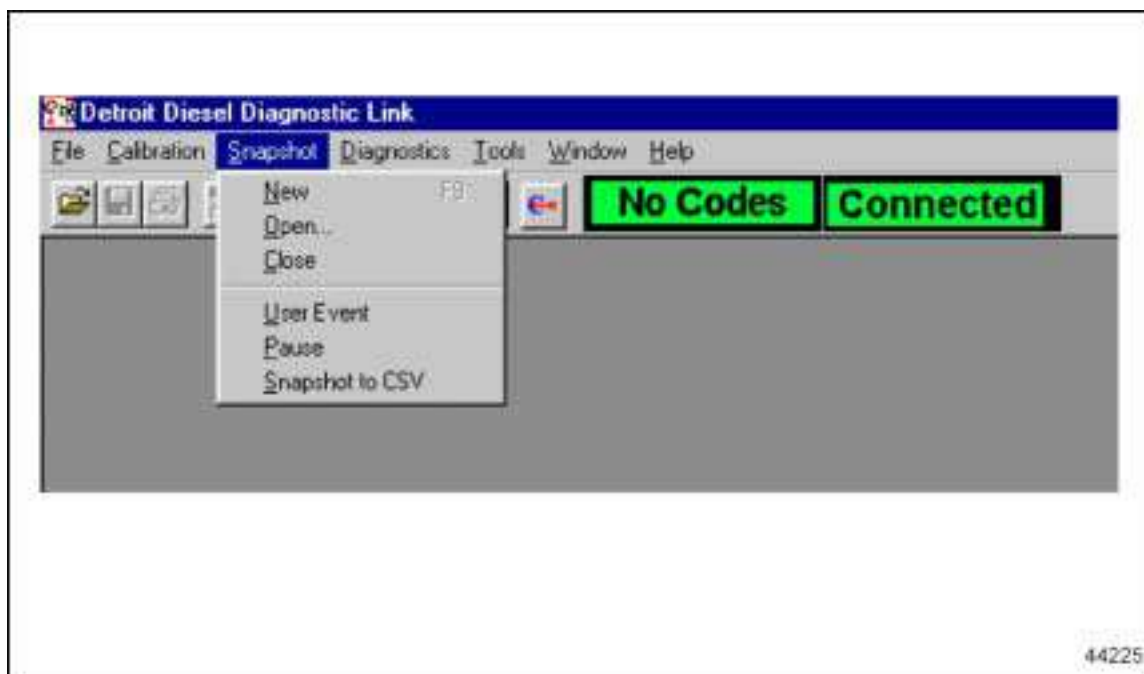 Detroit Diesel Diagnostic Link
File Calibration Snapshot Diagnostics Tools Window Help
No Codes Connected
New F9
Open...
Close
User Event
Pause
Snapshot to CSV
44225